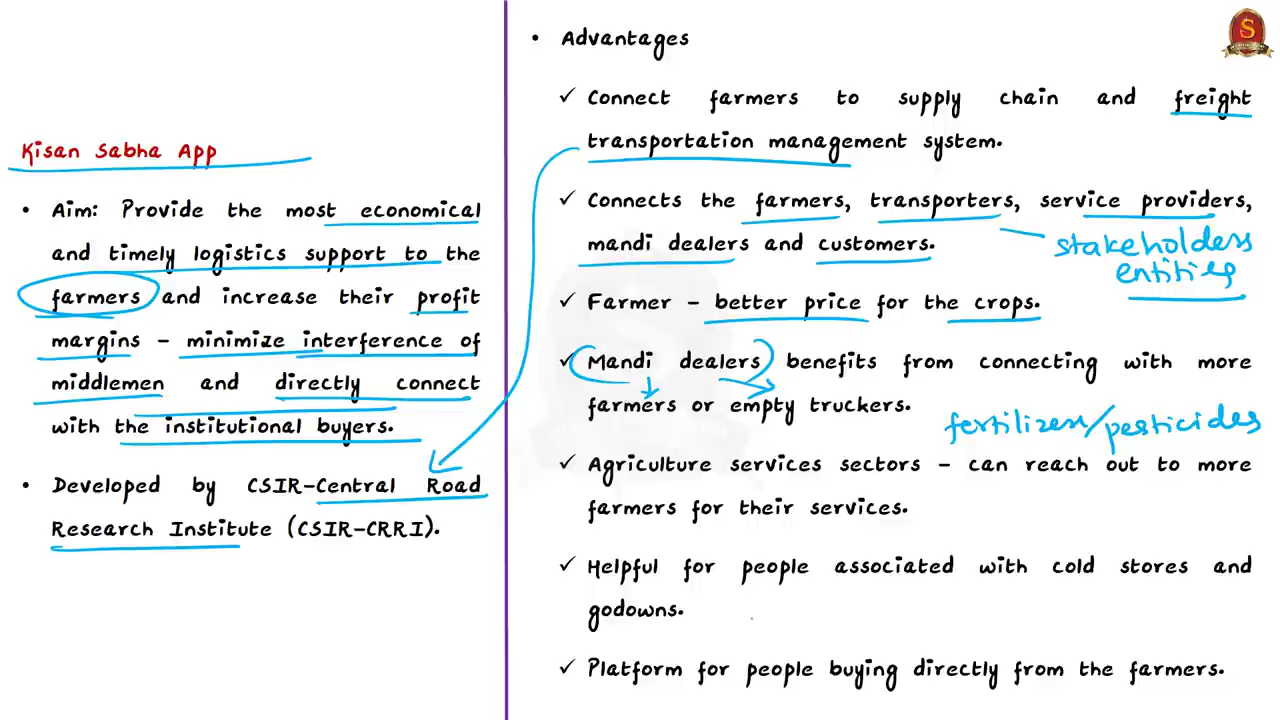 Kisan Sabha App
• Aim: Provide the most economical
and timely logistics support to the
farmers and increase their profit
margins – minimize interference of
middlemen and directly connect
with the institutional buyers.
• Developed by CSIR-Central Road
Research Institute (CSIR-CRRI).
• Advantages
✓ Connect farmers to supply chain and freight
transportation management system.
✓ Connects the farmers, transporters, service providers,
mandi dealers and customers.
stakeholders
entities
✓ Farmer – better price for the crops.
✓ Mandi dealers benefits from connecting with more
farmers or empty truckers.
fertilizers/pesticides
✓ Agriculture services sectors – can reach out to more
farmers for their services.
✓ Helpful for people associated with cold stores and
godowns.
✓ Platform for people buying directly from the farmers.